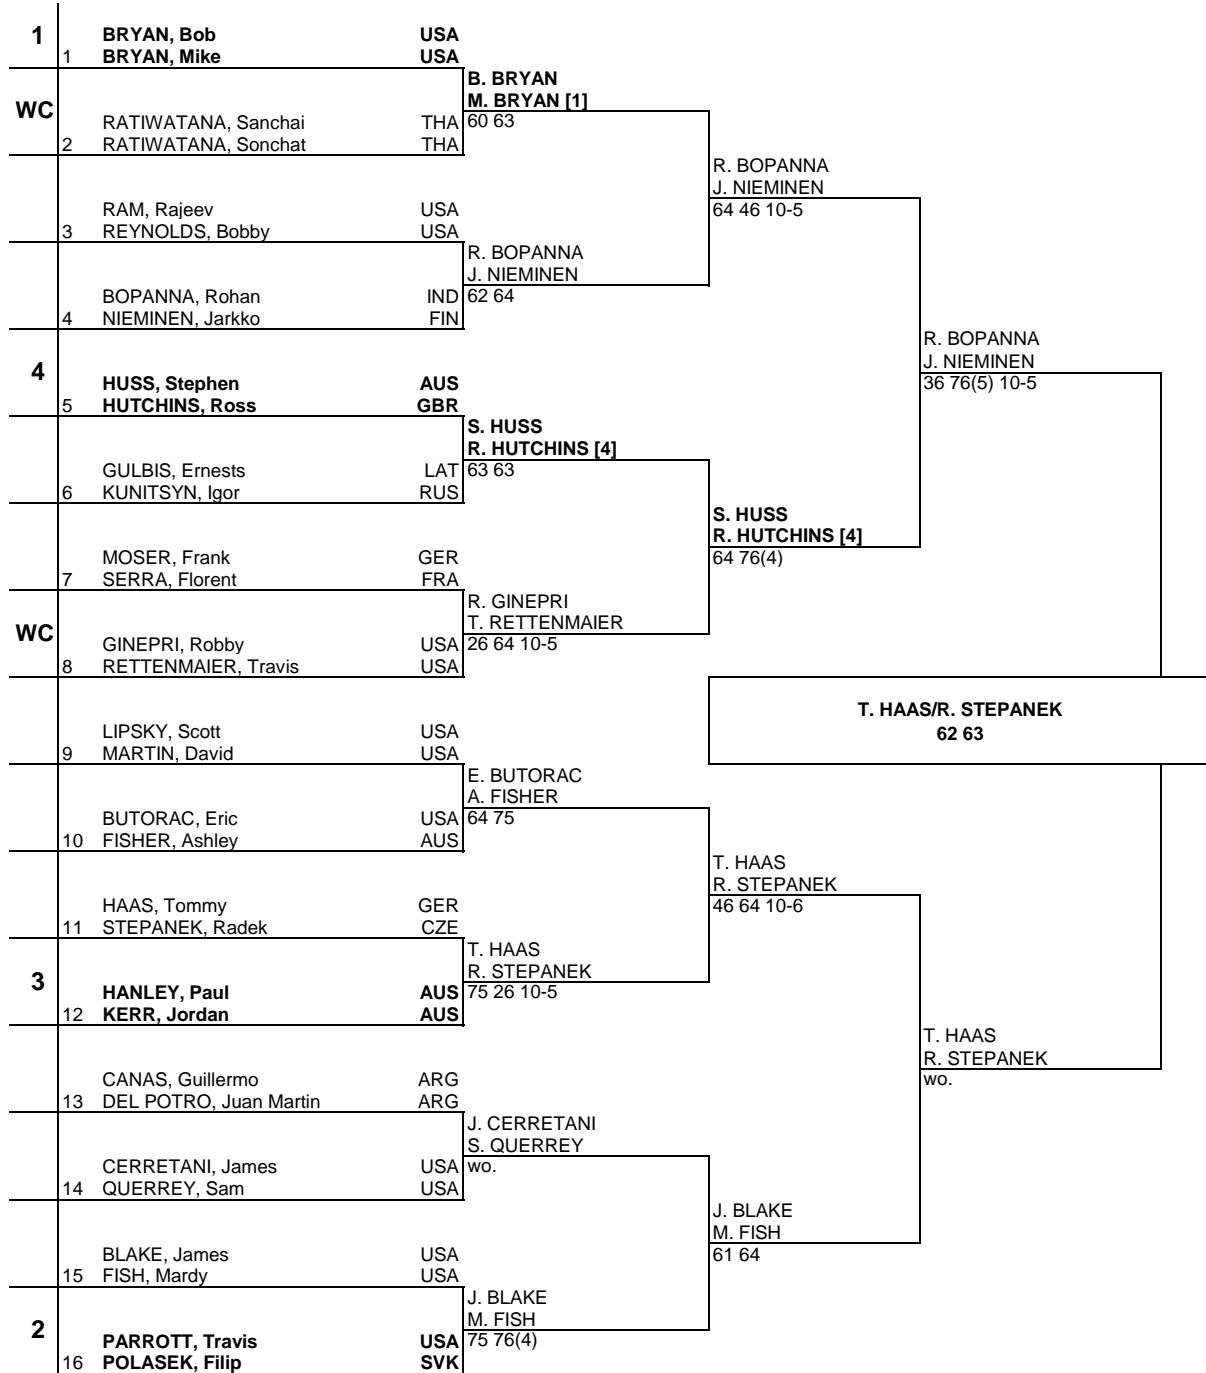 1 BRYAN, Bob USA
1 BRYAN, Mike USA
B. BRYAN
WC M. BRYAN [1]
RATIWATANA, Sanchai THA 60 63
2 RATIWATANA, Sonchat THA
R. BOPANNA
J. NIEMINEN
RAM, Rajeev USA 64 46 10-5
3 REYNOLDS, Bobby USA
R. BOPANNA
J. NIEMINEN
BOPANNA, Rohan IND 62 64
4 NIEMINEN, Jarkko FIN
R. BOPANNA
4 J. NIEMINEN
HUSS, Stephen AUS 36 76(5) 10-5
5 HUTCHINS, Ross GBR
S. HUSS
R. HUTCHINS [4]
GULBIS, Ernests LAT 63 63
6 KUNITSYN, Igor RUS
S. HUSS
R. HUTCHINS [4]
MOSER, Frank GER 64 76(4)
7 SERRA, Florent FRA
R. GINEPRI
WC T. RETTENMAIER
GINEPRI, Robby USA 26 64 10-5
8 RETTENMAIER, Travis USA
T. HAAS/R. STEPANEK
LIPSKY, Scott USA 62 63
9 MARTIN, David USA
E. BUTORAC
A. FISHER
BUTORAC, Eric USA 64 75
10 FISHER, Ashley AUS
T. HAAS
R. STEPANEK
HAAS, Tommy GER 46 64 10-6
11 STEPANEK, Radek CZE
T. HAAS
3 R. STEPANEK
HANLEY, Paul AUS 75 26 10-5
12 KERR, Jordan AUS
T. HAAS
R. STEPANEK
CANAS, Guillermo ARG wo.
13 DEL POTRO, Juan Martin ARG
J. CERRETANI
S. QUERREY
CERRETANI, James USA wo.
14 QUERREY, Sam USA
J. BLAKE
M. FISH
BLAKE, James USA 61 64
15 FISH, Mardy USA
J. BLAKE
2 M. FISH
PARROTT, Travis USA 75 76(4)
16 POLASEK, Filip SVK